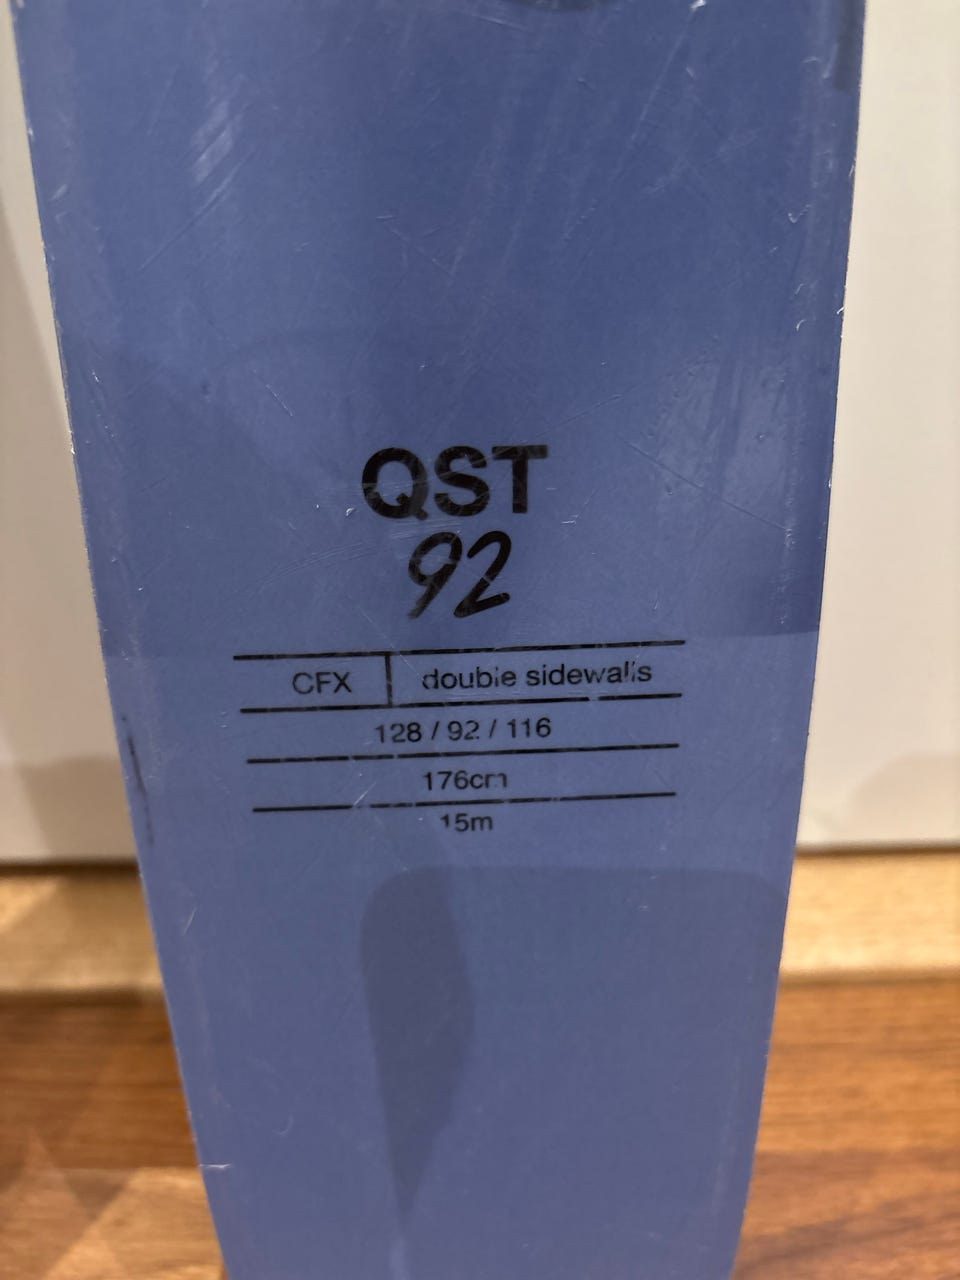 QST
92
CFX double sidewalls
128 / 92 / 116
176cm
15m